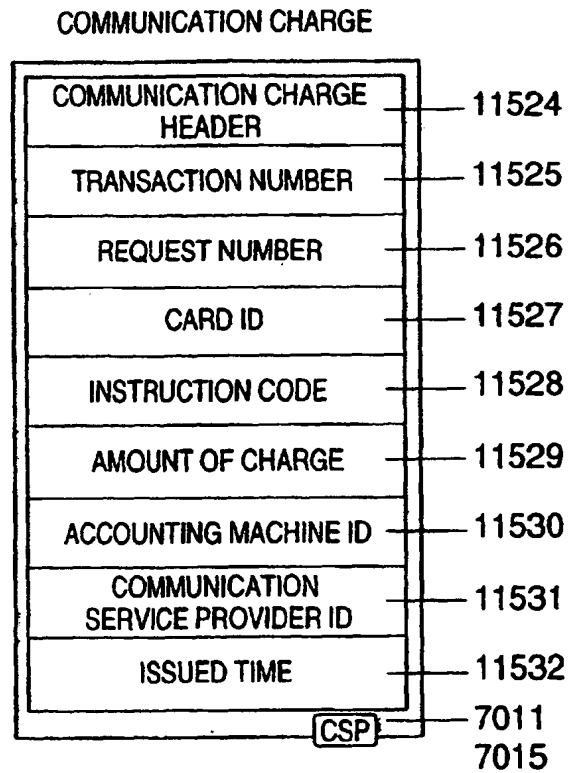 COMMUNICATION CHARGE
COMMUNICATION CHARGE
HEADER
11524
TRANSACTION NUMBER
11525
REQUEST NUMBER
11526
CARD ID
11527
INSTRUCTION CODE
11528
AMOUNT OF CHARGE
11529
ACCOUNTING MACHINE ID
11530
COMMUNICATION
SERVICE PROVIDER ID
11531
ISSUED TIME
11532
CSP
7011
7015